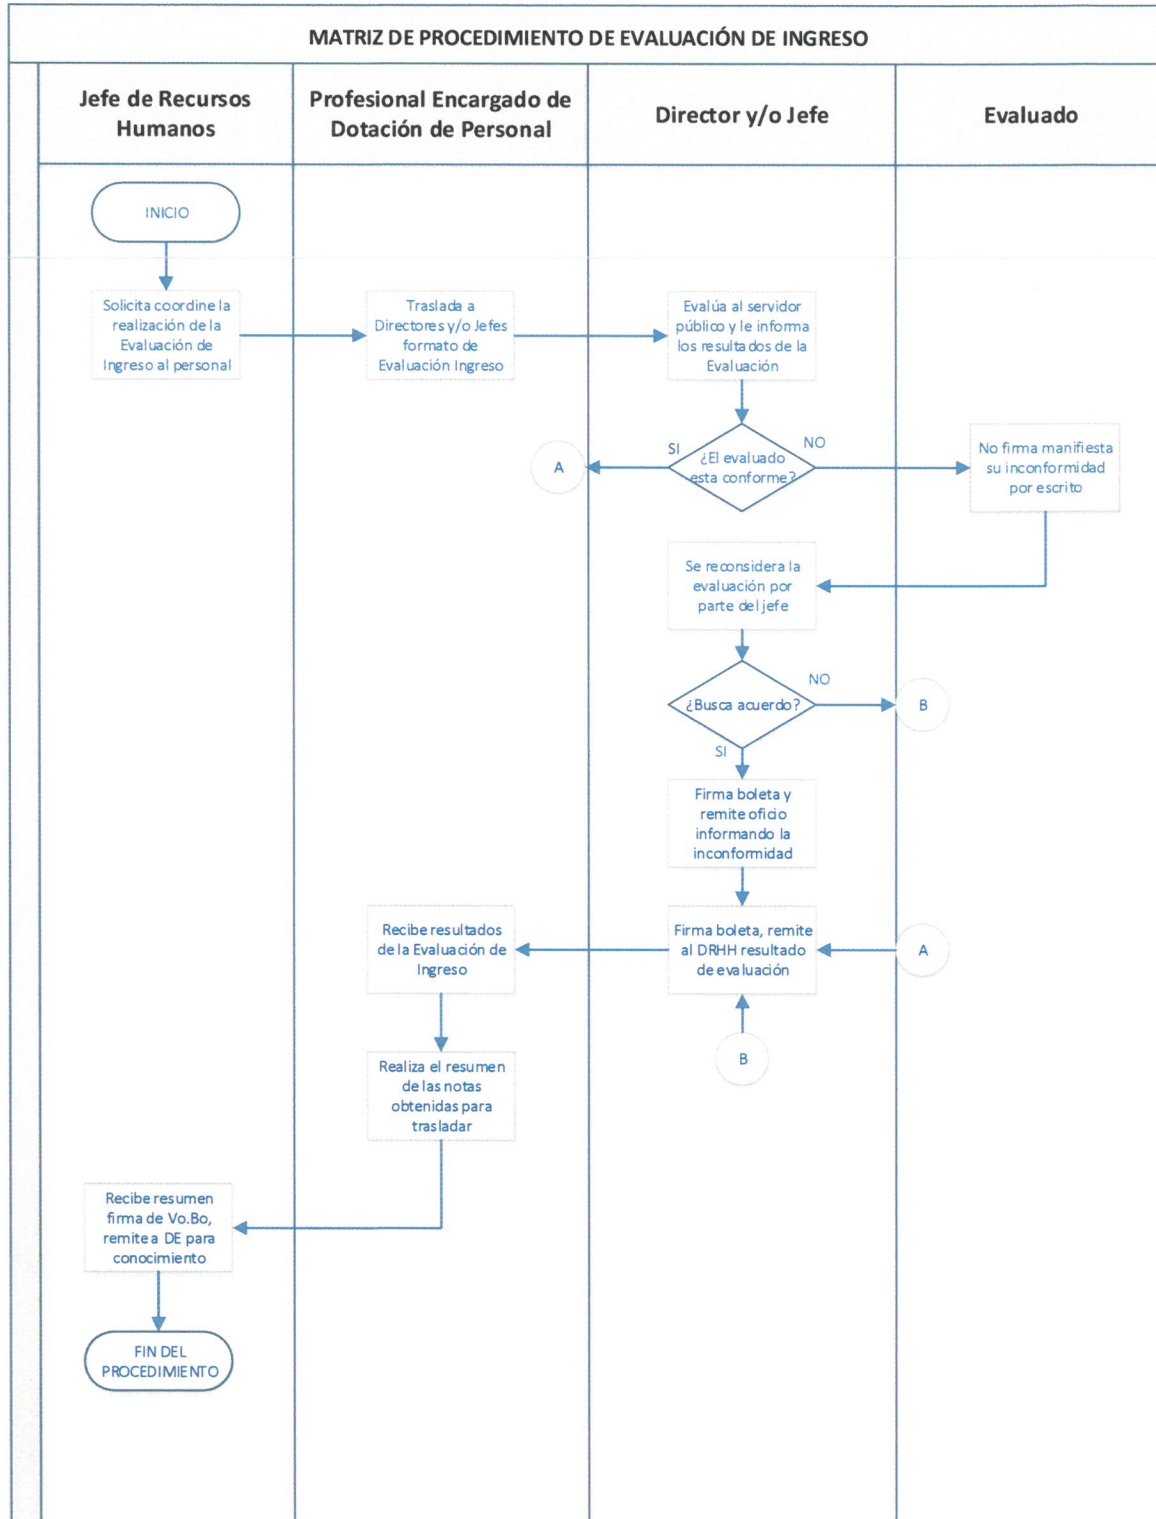 MATRIZ DE PROCEDIMIENTO DE EVALUACIÓN DE INGRESO
Jefe de Recursos
Humanos
Profesional Encargado de
Dotación de Personal
Director y/o Jefe
Evaluado
INICIO
Solicita coordine la
realización de la
Evaluación de
Ingreso al personal
Traslada a
Directores y/o Jefes
formato de
Evaluación Ingreso
Evalúa al servidor
público y le informa
los resultados de la
Evaluación
SI
¿El evaluado
esta conforme?
NO
A
No firma manifiesta
su inconformidad
por escrito
Se reconsidera la
evaluación por
parte del jefe
¿Busca acuerdo?
NO
B
SI
Firma boleta y
remite oficio
informando la
inconformidad
Recibe resultados
de la Evaluación de
Ingreso
Firma boleta, remite
al DRHH resultado
de evaluación
A
B
Realiza el resumen
de las notas
obtenidas para
trasladar
Recibe resumen
firma de Vo.Bo,
remite a DE para
conocimiento
FIN DEL
PROCEDIMIENTO